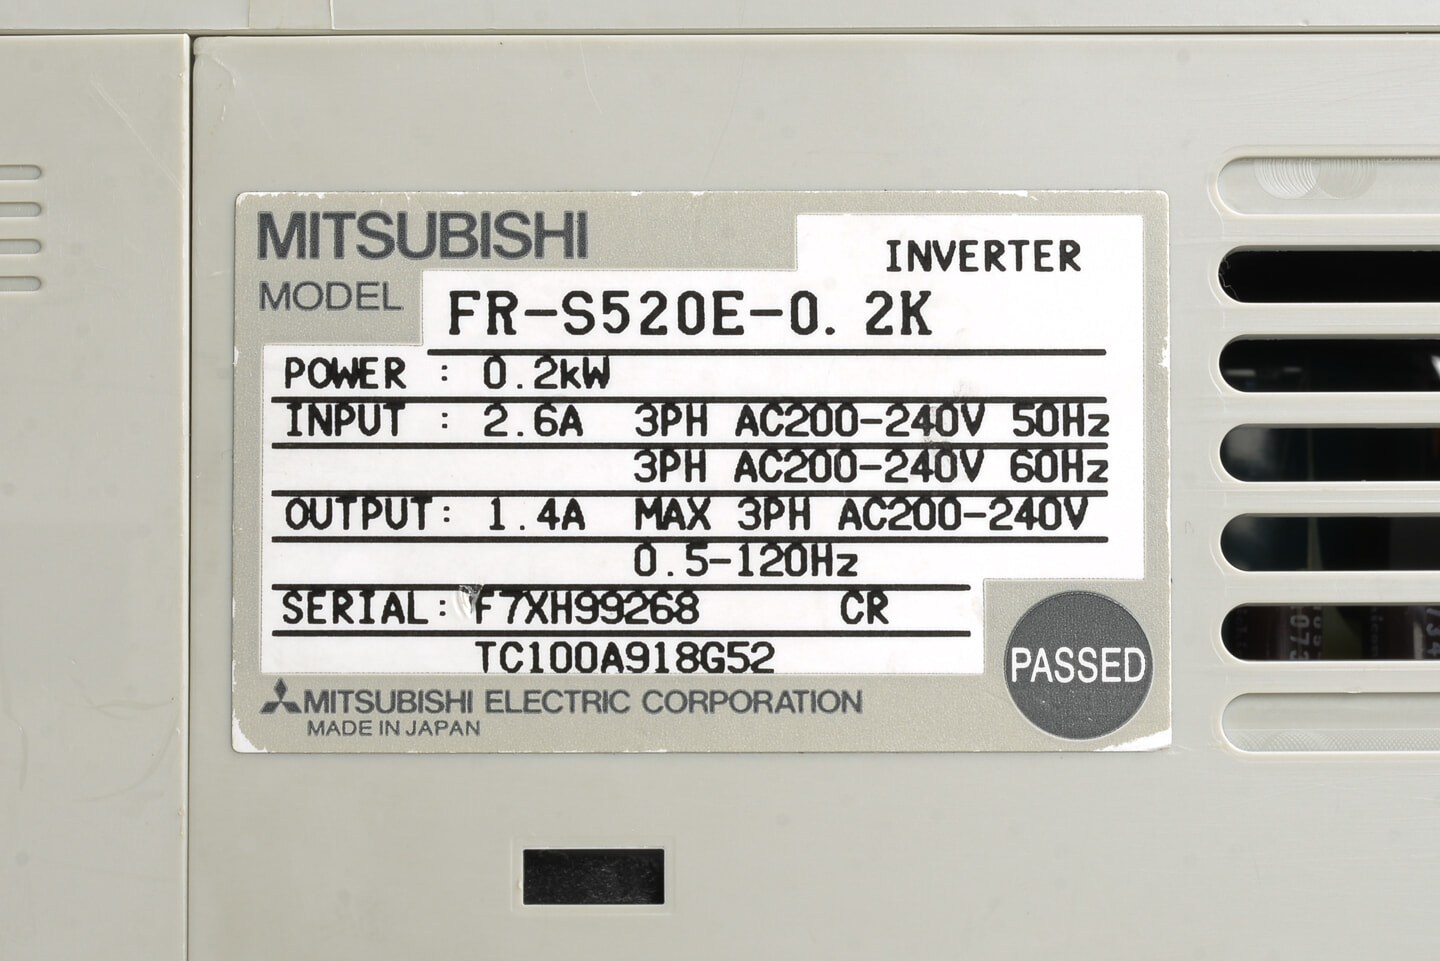 MITSUBISHI
INVERTER
MODEL FR-S520E-0.2K
POWER : 0.2kW
INPUT : 2.6A 3PH AC200-240V 50Hz
3PH AC200-240V 60Hz
OUTPUT: 1.4A MAX 3PH AC200-240V
0.5-120Hz
SERIAL: F7XH99268 CR
TC100A918G52
PASSED
MITSUBISHI ELECTRIC CORPORATION
MADE IN JAPAN